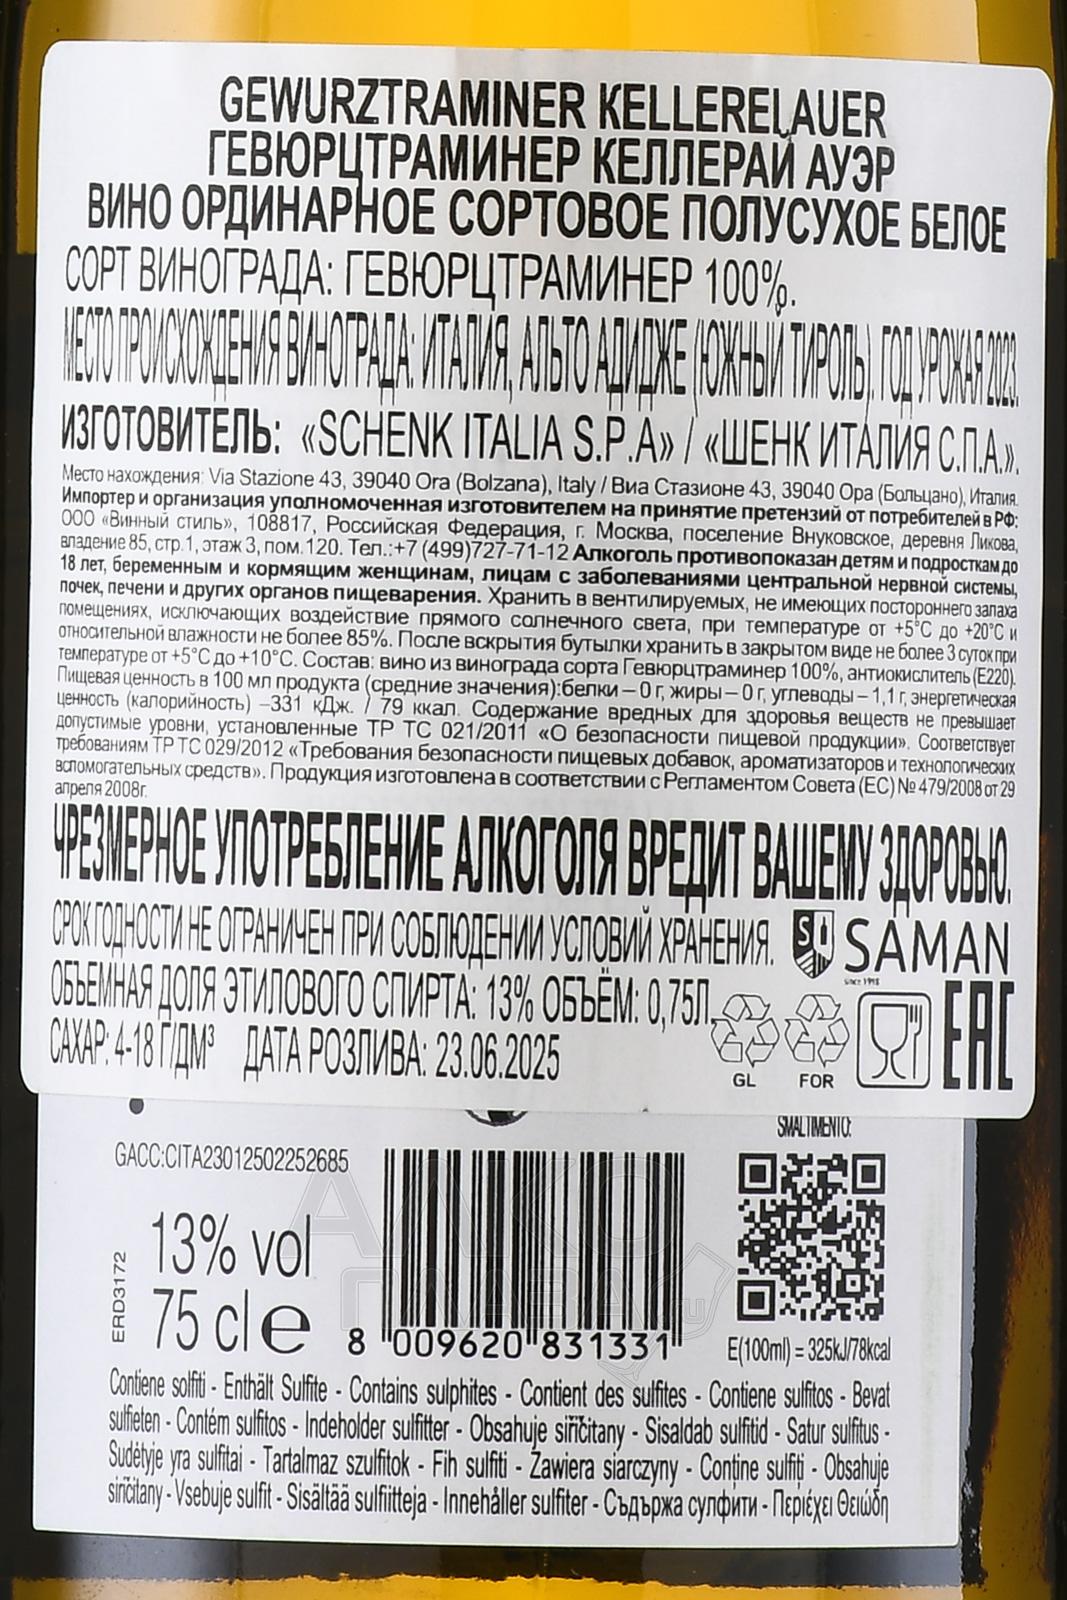 GEWURZTRAMINER KELLEREI AUER
ГЕВЮРЦТРАМИНЕР КЕЛЛЕРАЙ АУЭР
ВИНО ОРДИНАРНОЕ СОРТОВОЕ ПОЛУСУХОЕ БЕЛОЕ
СОРТ ВИНОГРАДА: ГЕВЮРЦТРАМИНЕР 100%.
МЕСТО ПРОИСХОЖДЕНИЯ ВИНОГРАДА: ИТАЛИЯ, АЛЬТО АДИДЖЕ (ЮЖНЫЙ ТИРОЛЬ). ГОД УРОЖАЯ 2023.
ИЗГОТОВИТЕЛЬ: «SCHENK ITALIA S.P.A» / «ШЕНК ИТАЛИЯ С.П.А.».
Место нахождения: Via Stazione 43, 39040 Ora (Bolzana), Italy / Виа Стазионе 43, 39040 Ора (Больцано), Италия.
Импортер и организация уполномоченная изготовителем на принятие претензий от потребителей в РФ:
ООО «Винный стиль», 108817, Российская Федерация, г. Москва, поселение Внуковское, деревня Ликова,
владение 85, стр.1, этаж 3, пом.120. Тел.:+7 (499)727-71-12 Алкоголь противопоказан детям и подросткам до
18 лет, беременным и кормящим женщинам, лицам с заболеваниями центральной нервной системы,
почек, печени и других органов пищеварения. Хранить в вентилируемых, не имеющих постороннего запаха
помещениях, исключающих воздействие прямого солнечного света, при температуре от +5°С до +20°С и
относительной влажности не более 85%. После вскрытия бутылки хранить в закрытом виде не более 3 суток при
температуре от +5°С до +10°С. Состав: вино из винограда сорта Гевюрцтраминер 100%, антиокислитель (Е220).
Пищевая ценность в 100 мл продукта (средние значения):белки – 0 г, жиры – 0 г, углеводы – 1,1 г, энергетическая
ценность (калорийность) –331 кДж. / 79 ккал. Содержание вредных для здоровья веществ не превышает
допустимые уровни, установленные ТР ТС 021/2011 «О безопасности пищевой продукции». Соответствует
требованиям ТР ТС 029/2012 «Требования безопасности пищевых добавок, ароматизаторов и технологических
вспомогательных средств». Продукция изготовлена в соответствии с Регламентом Совета (ЕС) № 479/2008 от 29
апреля 2008г.
ЧРЕЗМЕРНОЕ УПОТРЕБЛЕНИЕ АЛКОГОЛЯ ВРЕДИТ ВАШЕМУ ЗДОРОВЬЮ.
СРОК ГОДНОСТИ НЕ ОГРАНИЧЕН ПРИ СОБЛЮДЕНИИ УСЛОВИЙ ХРАНЕНИЯ.
SAMAN
since 1998
ОБЪЕМНАЯ ДОЛЯ ЭТИЛОВОГО СПИРТА: 13% ОБЪЁМ: 0,75Л.
САХАР: 4-18 Г/ДМ³ ДАТА РОЗЛИВА: 23.06.2025
GL FOR EAC
SMALTIMENTO:
GACC:CITA23012502252685
13% vol
75 cl e
ERD3172
8 009620 831331
E(100ml) = 325kJ/78kcal
АЛКО
ПЛАЗА.ru
Contiene solfiti - Enthält Sulfite - Contains sulphites - Contient des sulfites - Contiene sulfitos - Bevat
sulfieten - Contém sulfitos - Indeholder sulfitter - Obsahuje siřičitany - Sisaldab sulfitid - Satur sulfitus -
Sudėtyje yra sulfitai - Tartalmaz szulfitok - Fih sulfiti - Zawiera siarczyny - Conține sulfiți - Obsahuje
siričitany - Vsebuje sulfit - Sisältää sulfiitteja - Innehåller sulfiter - Съдържа сулфити - Περιέχει Θειώδη